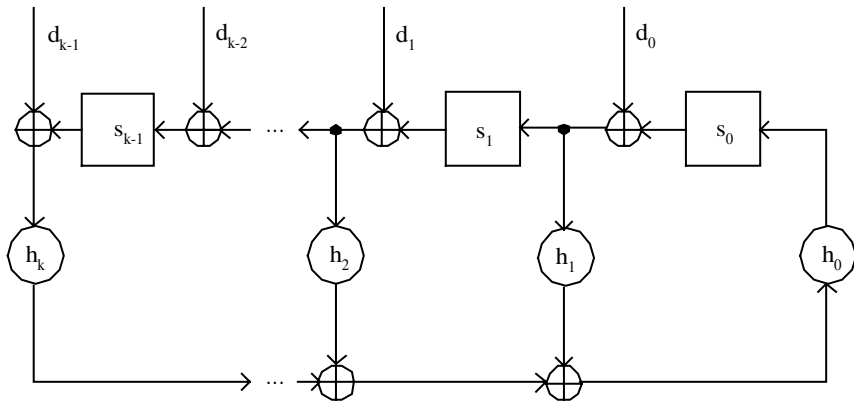 d_{k-1} d_{k-2} d_1 d_0
s_{k-1} ... s_1 s_0
h_k h_2 h_1 h_0
...